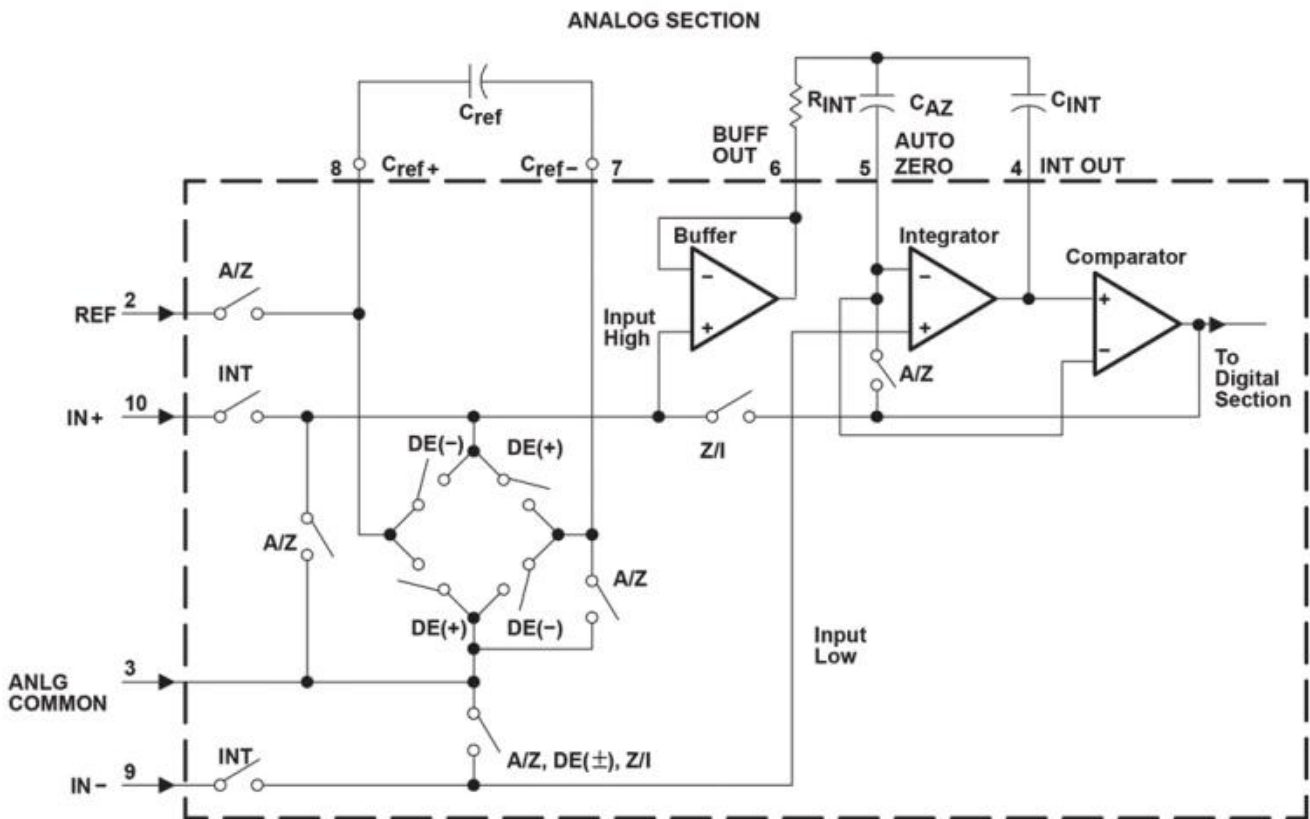 ANALOG SECTION
Cref
RINT
CAZ
CINT
BUFF
OUT
AUTO
ZERO
8
Cref+
Cref−
7
6
5
4
INT OUT
Buffer
Integrator
Comparator
A/Z
REF
2
Input
High
−
+
−
+
+
−
INT
IN+
10
Z/I
A/Z
To
Digital
Section
DE(−)
DE(+)
A/Z
A/Z
DE(+)
DE(−)
Input
Low
3
ANLG
COMMON
A/Z, DE(±), Z/I
INT
IN−
9